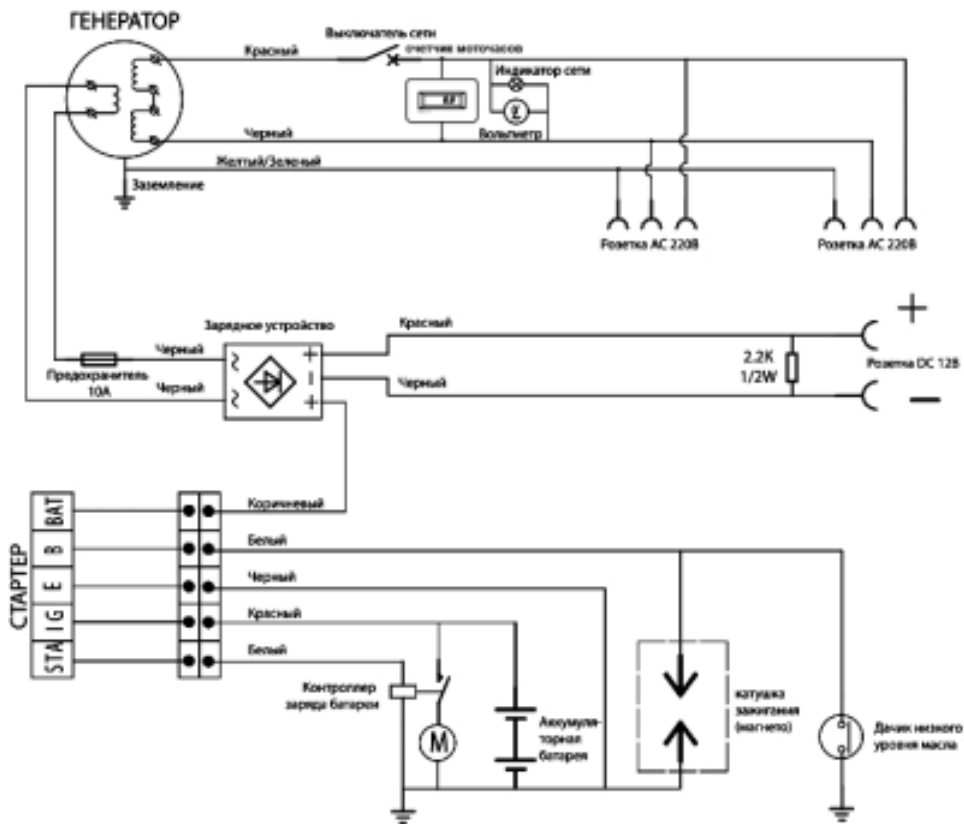 ГЕНЕРАТОР
Выключатель сети
Красный
счетчик моточасов
Индикатор сети
Вольтметр
Черный
Желтый/Зеленый
Заземление
Розетка АС 220В
Розетка АС 220В
Зарядное устройство
Красный
+
Черный
Предохранитель
10А
Черный
+
+
Черный
2.2К
1/2W
Розетка DC 12В
СТАРТЕР
BAT
B
E
IG
STA
Коричневый
Белый
Черный
Красный
Белый
Контроллер
заряда батареи
M
Аккумуля-
торная
батарея
катушка
зажигания
(магнето)
Дачик низкого
уровня масла